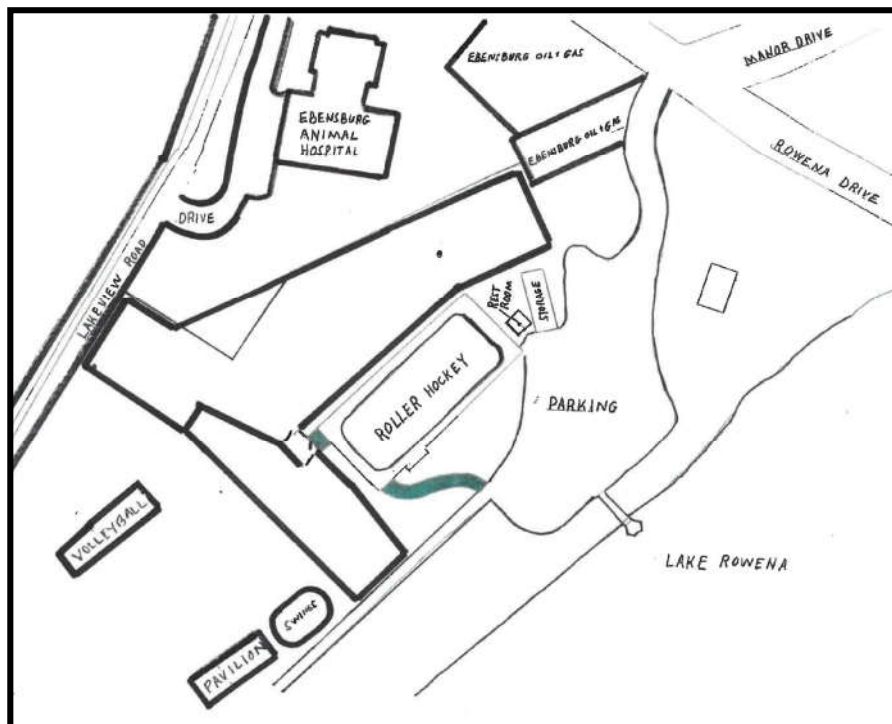 EBENSBURG OIL & GAS
MANOR DRIVE
EBENSBURG
ANIMAL
HOSPITAL
EBENSBURG OIL & GAS
ROWENA DRIVE
DRIVE
LAKEVIEW ROAD
REST
ROOM
STORAGE
ROLLER HOCKEY
PARKING
VOLLEYBALL
LAKE ROWENA
SWINGS
PAVILION